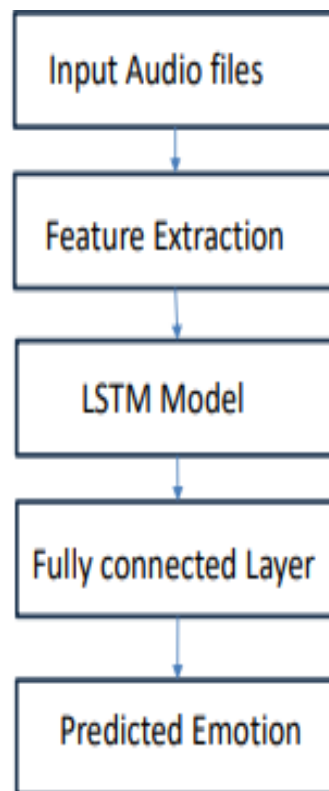 Input Audio files
Feature Extraction
LSTM Model
Fully connected Layer
Predicted Emotion